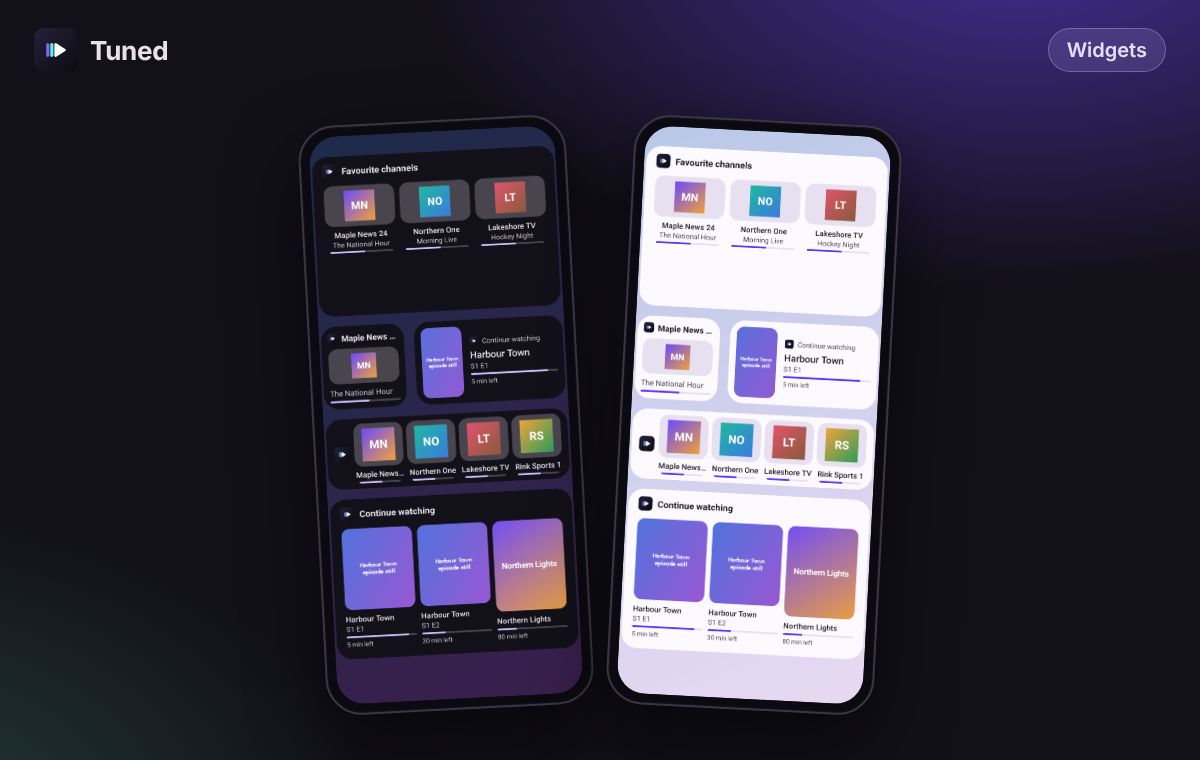 Tuned
Widgets
Favourite channels
MN
NO
LT
Maple News 24
Northern One
Lakeshore TV
The National Hour
Morning Live
Hockey Night
Maple News ...
MN
The National Hour
Harbour Town
episode still
Continue watching
Harbour Town
S1 E1
5 min left
MN
NO
LT
RS
Maple News...
Northern One
Lakeshore TV
Rink Sports 1
Continue watching
Harbour Town
episode still
Harbour Town
episode still
Northern Lights
Harbour Town
S1 E1
5 min left
Harbour Town
S1 E2
30 min left
Northern Lights
80 min left
Favourite channels
MN
NO
LT
Maple News 24
Northern One
Lakeshore TV
The National Hour
Morning Live
Hockey Night
Maple News ...
MN
The National Hour
Harbour Town
episode still
Continue watching
Harbour Town
S1 E1
5 min left
MN
NO
LT
RS
Maple News...
Northern One
Lakeshore TV
Rink Sports 1
Continue watching
Harbour Town
episode still
Harbour Town
episode still
Northern Lights
Harbour Town
S1 E1
5 min left
Harbour Town
S1 E2
30 min left
Northern Lights
80 min left